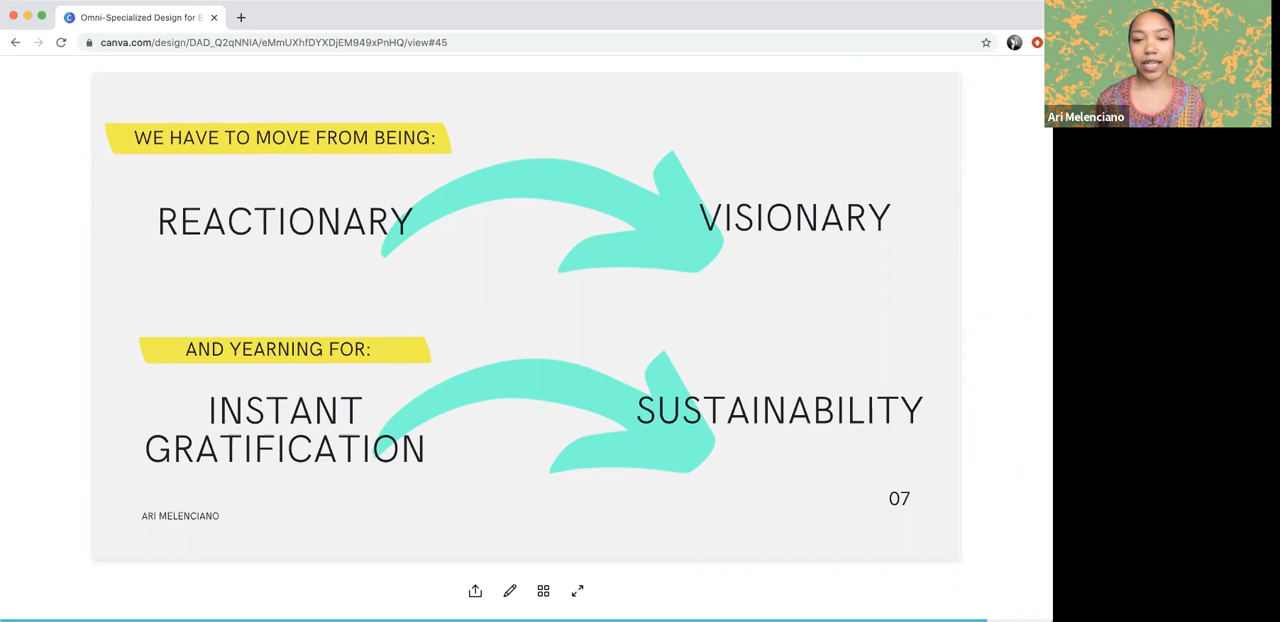 Omni-Specialized Design for B
canva.com/design/DAD_Q2qNNIA/eMmUXhfDYXDjEM949xPnHQ/view#45
Ari Melenciano
WE HAVE TO MOVE FROM BEING:
REACTIONARY
VISIONARY
AND YEARNING FOR:
INSTANT
GRATIFICATION
SUSTAINABILITY
07
ARI MELENCIANO